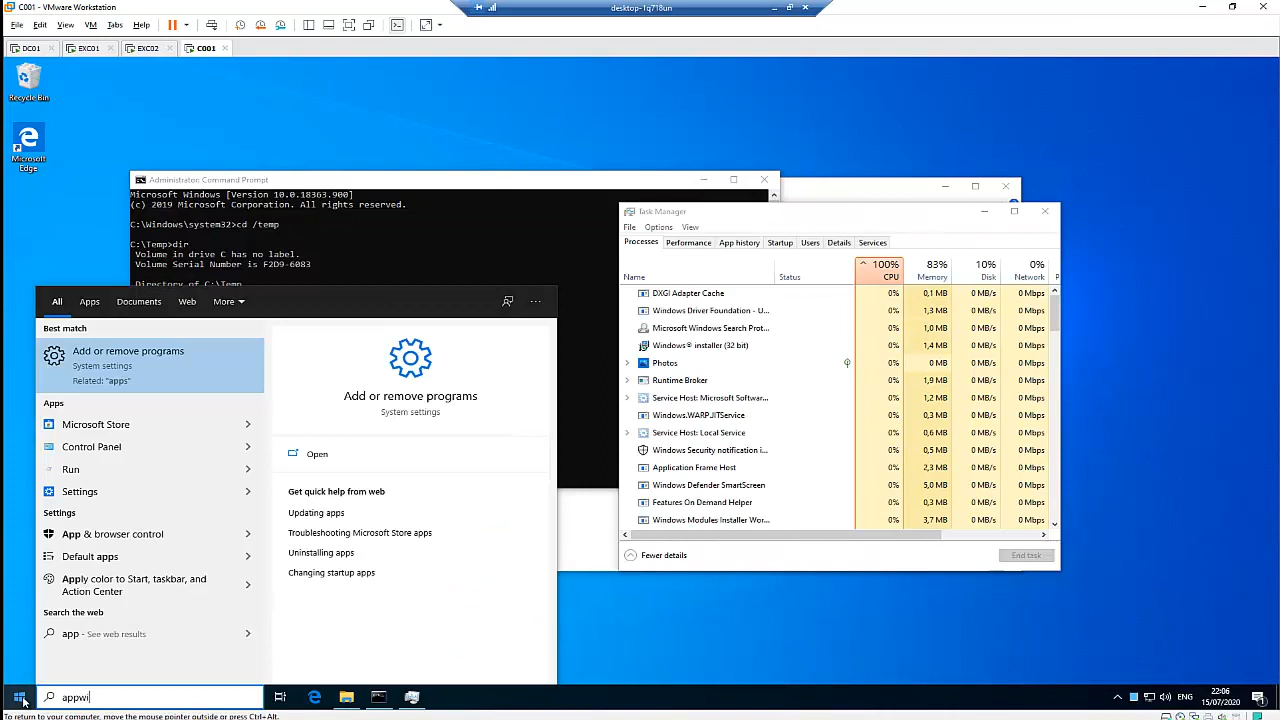 C001 - VMware Workstation
desktop-1q718un
File Edit View VM Tabs Help
DC01 EXC01 EXC02 C001
Recycle Bin
Microsoft
Edge
Administrator: Command Prompt
Microsoft Windows [Version 10.0.18363.900]
(c) 2019 Microsoft Corporation. All rights reserved.
C:\Windows\system32>cd /temp
C:\Temp>dir
Volume in drive C has no label.
Volume Serial Number is F2D9-6083
Directory of C:\Temp
Task Manager
File Options View
Processes Performance App history Startup Users Details Services
100% 83% 10% 0%
Name Status CPU Memory Disk Network P
DXGI Adapter Cache 0% 0,1 MB 0 MB/s 0 Mbps
Windows Driver Foundation - U... 0% 1,3 MB 0 MB/s 0 Mbps
Microsoft Windows Search Prot... 0% 1,0 MB 0 MB/s 0 Mbps
Windows® installer (32 bit) 0% 1,4 MB 0 MB/s 0 Mbps
Photos 0% 0 MB 0 MB/s 0 Mbps
Runtime Broker 0% 1,9 MB 0 MB/s 0 Mbps
Service Host: Microsoft Softwar... 0% 1,2 MB 0 MB/s 0 Mbps
Windows.WARP.JITService 0% 0,3 MB 0 MB/s 0 Mbps
Service Host: Local Service 0% 0,6 MB 0 MB/s 0 Mbps
Windows Security notification i... 0% 0,5 MB 0 MB/s 0 Mbps
Application Frame Host 0% 2,3 MB 0 MB/s 0 Mbps
Windows Defender SmartScreen 0% 5,0 MB 0 MB/s 0 Mbps
Features On Demand Helper 0% 0,3 MB 0 MB/s 0 Mbps
Windows Modules Installer Wor... 0% 3,7 MB 0 MB/s 0 Mbps
Fewer details End task
All Apps Documents Web More
Best match
Add or remove programs
System settings
Related: "apps"
Apps
Microsoft Store
Control Panel
Run
Settings
Settings
App & browser control
Default apps
Apply color to Start, taskbar, and
Action Center
Search the web
app - See web results
Add or remove programs
System settings
Open
Get quick help from web
Updating apps
Troubleshooting Microsoft Store apps
Uninstalling apps
Changing startup apps
appwi
ENG
22:06
15/07/2020
1
To return to your computer, move the mouse pointer outside or press Ctrl+Alt.